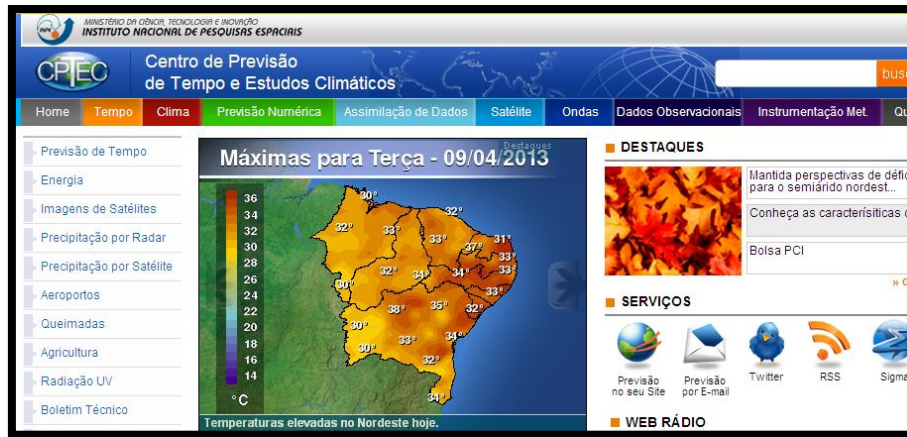 MINISTÉRIO DA CIÊNCIA, TECNOLOGIA E INOVAÇÃO
INSTITUTO NACIONAL DE PESQUISAS ESPACIAIS
CPTEC
Centro de Previsão
de Tempo e Estudos Climáticos
busc
Home Tempo Clima Previsão Numérica Assimilação de Dados Satélite Ondas Dados Observacionais Instrumentação Met. Qu
Previsão de Tempo
Energia
Imagens de Satélites
Precipitação por Radar
Precipitação por Satélite
Aeroportos
Queimadas
Agricultura
Radiação UV
Boletim Técnico
Destaques
Máximas para Terça - 09/04/2013
36
34
32
30
28
26
24
22
20
18
16
14
°C
30°
32°
32°
33°
33°
31°
37°
33°
32°
34°
34°
33°
30°
33°
38°
35°
32°
30°
33°
34°
30°
32°
34°
Temperaturas elevadas no Nordeste hoje.
DESTAQUES
Mantida perspectivas de défic
para o semiárido nordest...
Conheça as caracterísiticas
Bolsa PCI
SERVIÇOS
Previsão
no seu Site
Previsão
por E-mail
Twitter
RSS
Sigma
WEB RÁDIO